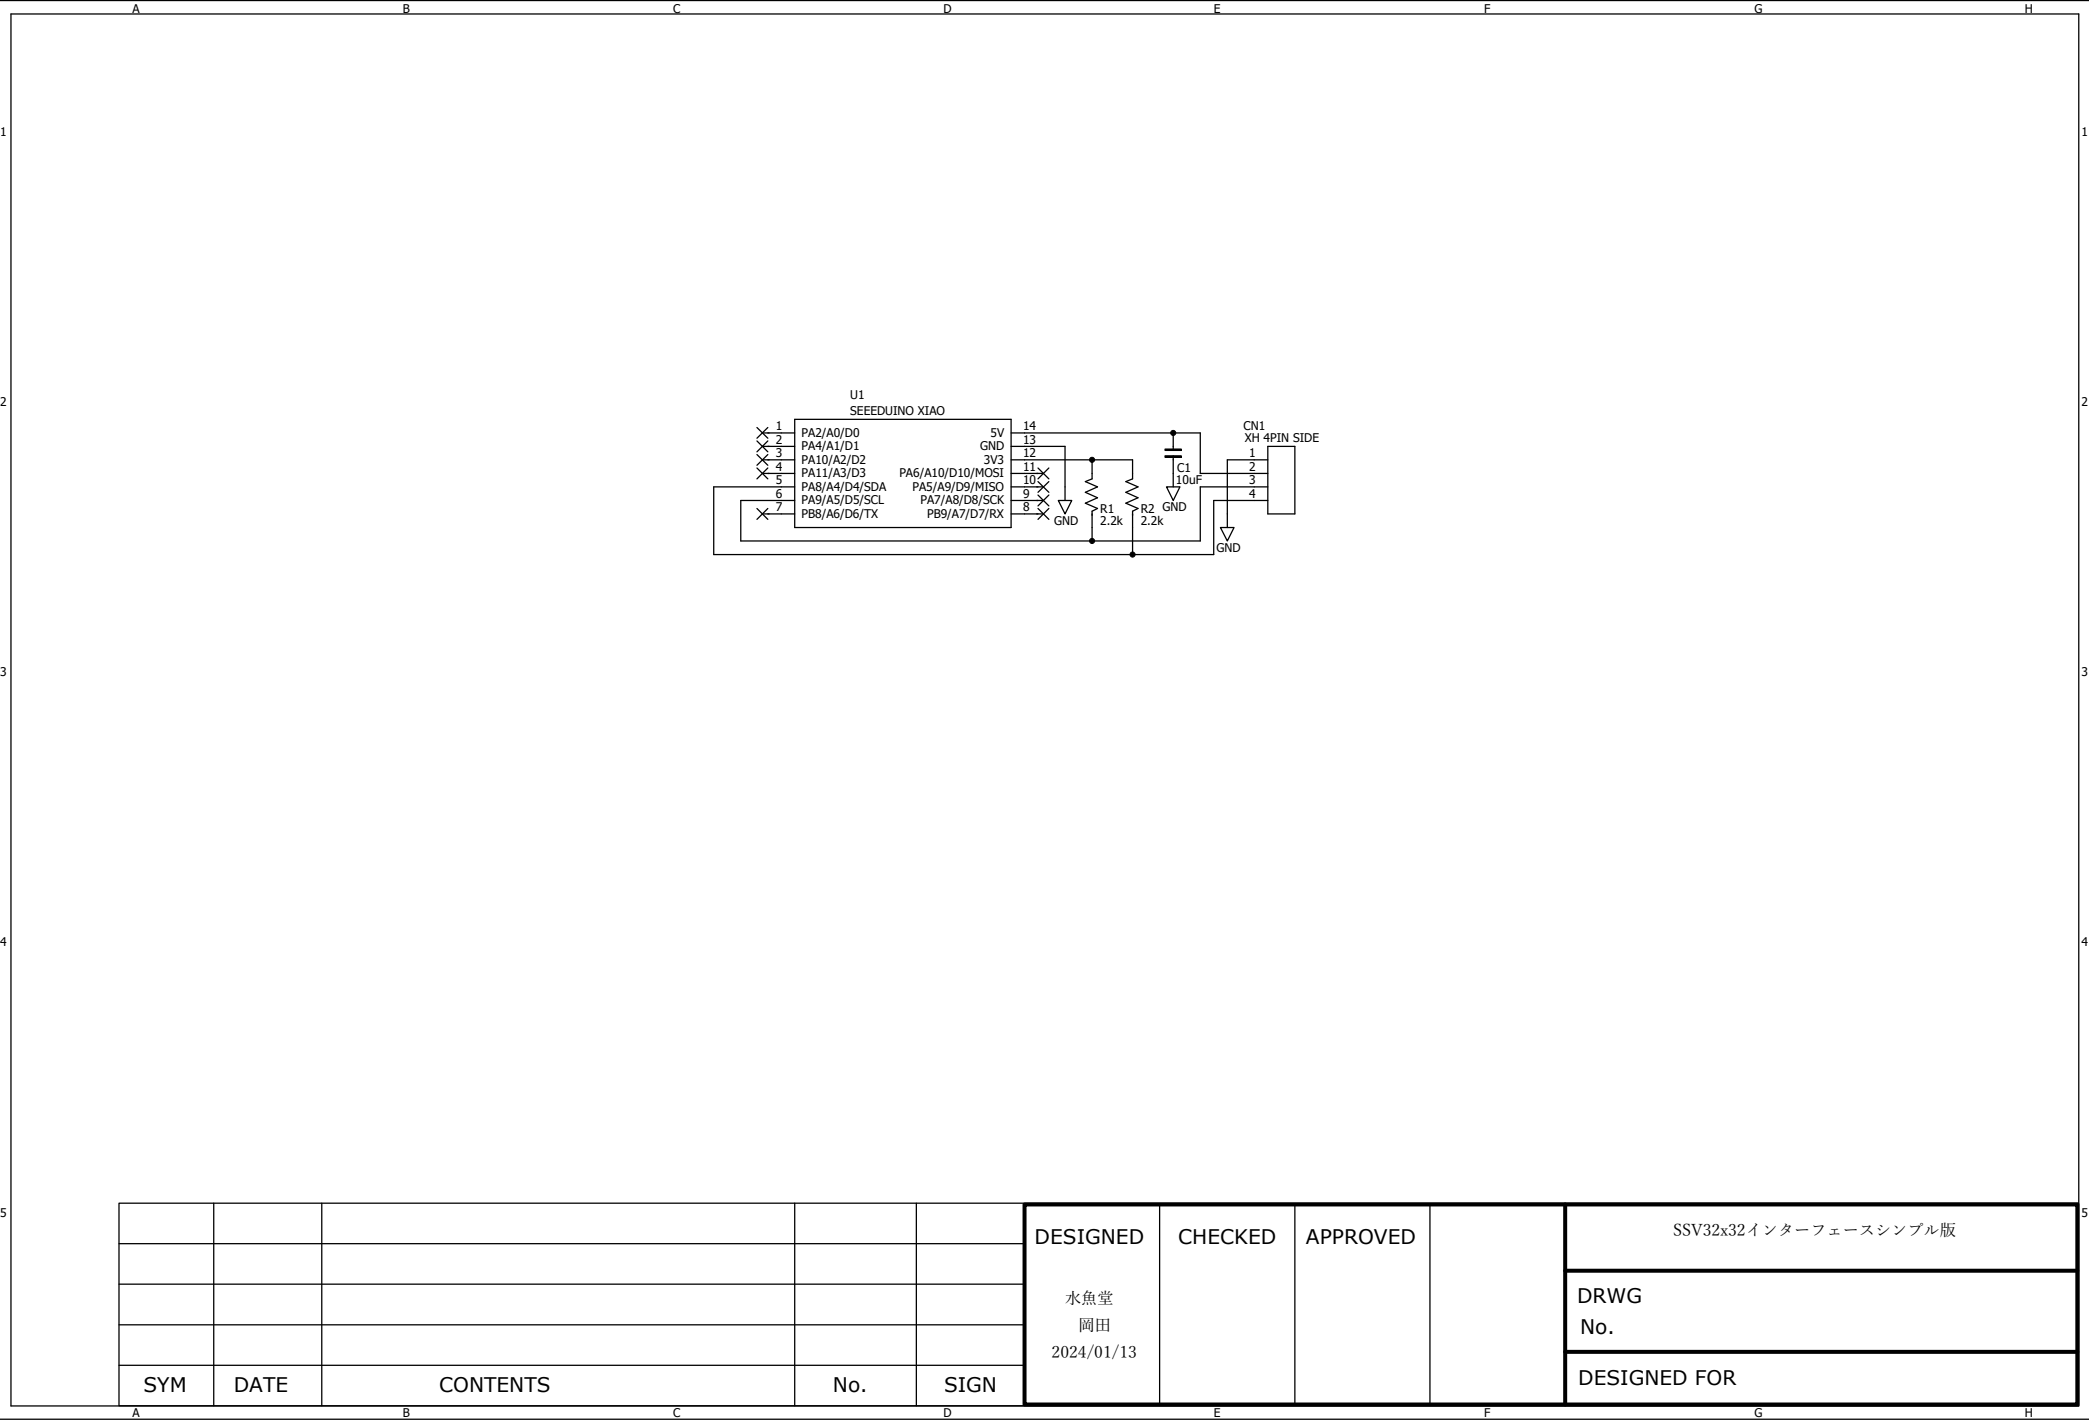 A B C D E F G H
1 1
2 2
3 3
4 4
5 5
U1
SEEEDUINO XIAO
1 PA2/A0/D0 5V 14
2 PA4/A1/D1 GND 13
3 PA10/A2/D2 3V3 12
4 PA11/A3/D3 PA6/A10/D10/MOSI 11
5 PA8/A4/D4/SDA PA5/A9/D9/MISO 10
6 PA9/A5/D5/SCL PA7/A8/D8/SCK 9
7 PB8/A6/D6/TX PB9/A7/D7/RX 8
GND
R1
2.2k
R2
2.2k
C1
10uF
GND
CN1
XH 4PIN SIDE
1
2
3
4
GND
SYM DATE CONTENTS No. SIGN
DESIGNED CHECKED APPROVED
水魚堂
岡田
2024/01/13
SSV32x32インターフェースシンプル版
DRWG
No.
DESIGNED FOR
A B C D E F G H